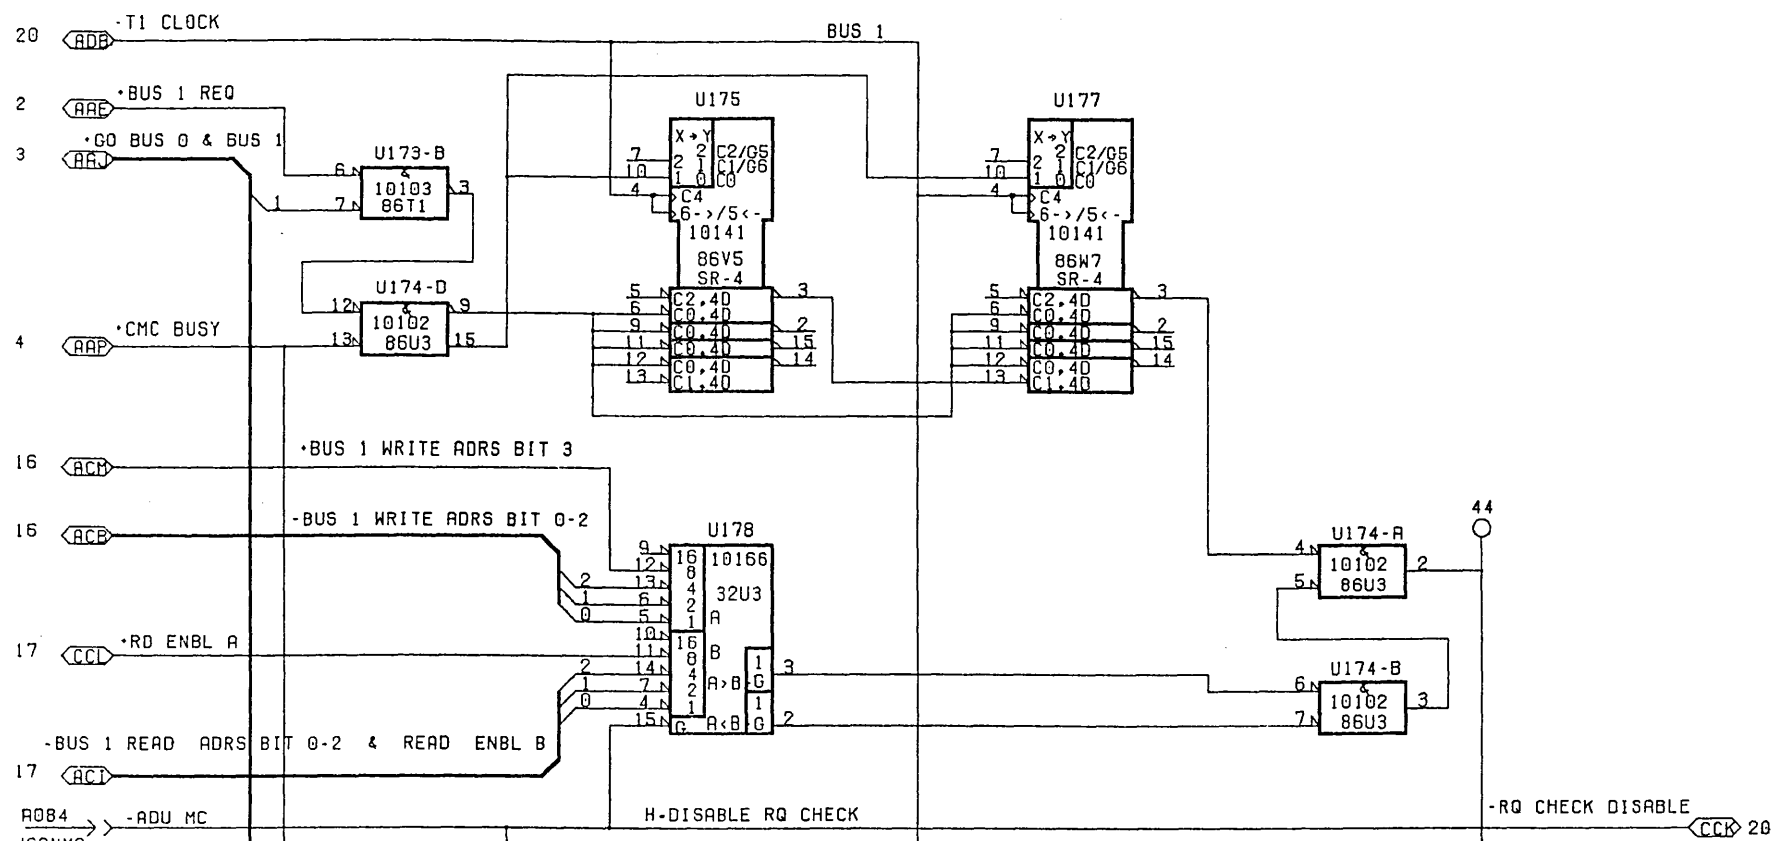 -T1 CLOCK
20 ADB
BUS 1
+BUS 1 REQ
2 AAE
+GO BUS 0 & BUS 1
3 AAJ
U173-B
6
10103
3
7
86T1
1
U174-D
12
9
10102
13
86U3
15
+CMC BUSY
4 AAP
U175
X→Y
7 2 2 C2/G5
1 C1/G6
10 1 0 C0
4 C4
6->/5<-
10141
86V5
SR-4
5 C2,4D 3
6 C0,4D
9 C0,4D 2
11 C0,4D 15
12 C0,4D 14
13 C1,4D
U177
X→Y
7 2 2 C2/G5
1 C1/G6
10 1 0 C0
4 C4
6->/5<-
10141
86W7
SR-4
5 C2,4D 3
6 C0,4D
9 C0,4D 2
11 C0,4D 15
12 C0,4D 14
13 C1,4D
+BUS 1 WRITE ADRS BIT 3
16 ACM
-BUS 1 WRITE ADRS BIT 0-2
16 ACB
U178
9 16 10166
12 8
2 13 4 32U3
1 6 2
0 5 1 A
10 16
11 8 B
2 14 4 1 3
1 7 2 A>B G
0 4 1 1
15 G A<B G 2
+RD ENBL A
17 CCL
-BUS 1 READ ADRS BIT 0-2 & READ ENBL B
17 ACI
44
U174-A
4
10102 2
5 86U3
U174-B
6
10102 3
7 86U3
A084 -ADU MC
H-DISABLE RQ CHECK
-RQ CHECK DISABLE
CCK 20